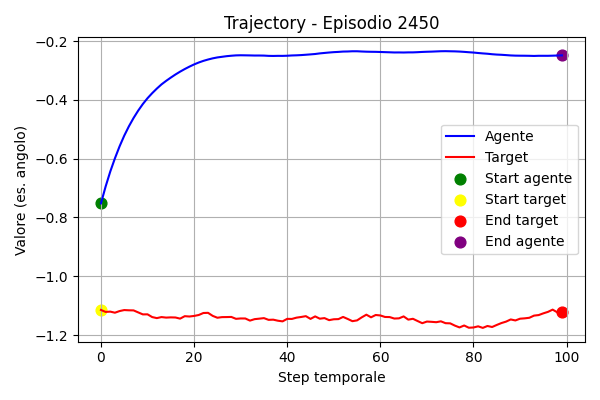 Trajectory - Episodio 2450
Valore (es. angolo)
−0.2
−0.4
−0.6
−0.8
−1.0
−1.2
Agente
Target
Start agente
Start target
End target
End agente
0
20
40
60
80
100
Step temporale